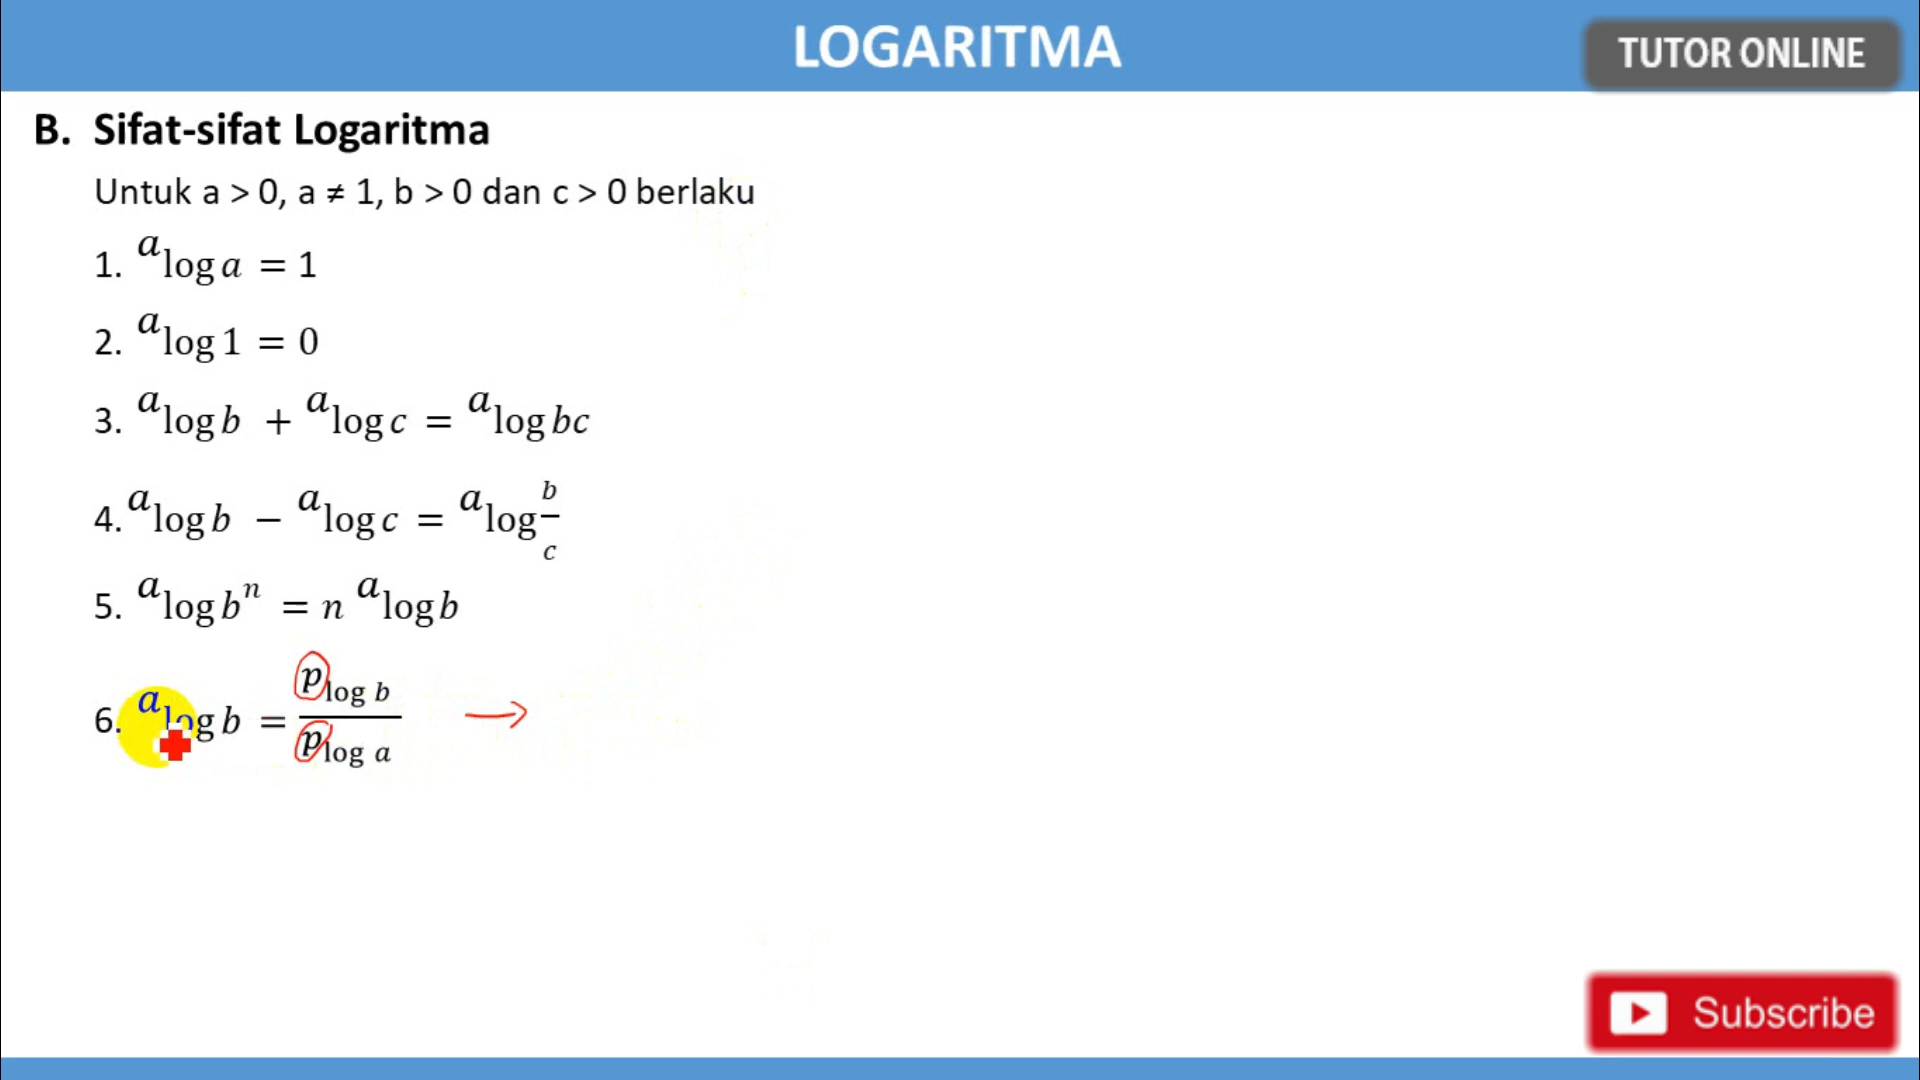 LOGARITMA
TUTOR ONLINE
B. Sifat-sifat Logaritma
Untuk a > 0, a ≠ 1, b > 0 dan c > 0 berlaku
1. ᵃlog a = 1
2. ᵃlog 1 = 0
3. ᵃlog b + ᵃlog c = ᵃlog bc
4. ᵃlog b − ᵃlog c = ᵃlog b/c
5. ᵃlog bⁿ = n ᵃlog b
6. ᵃlog b = ᵖlog b / ᵖlog a →
Subscribe